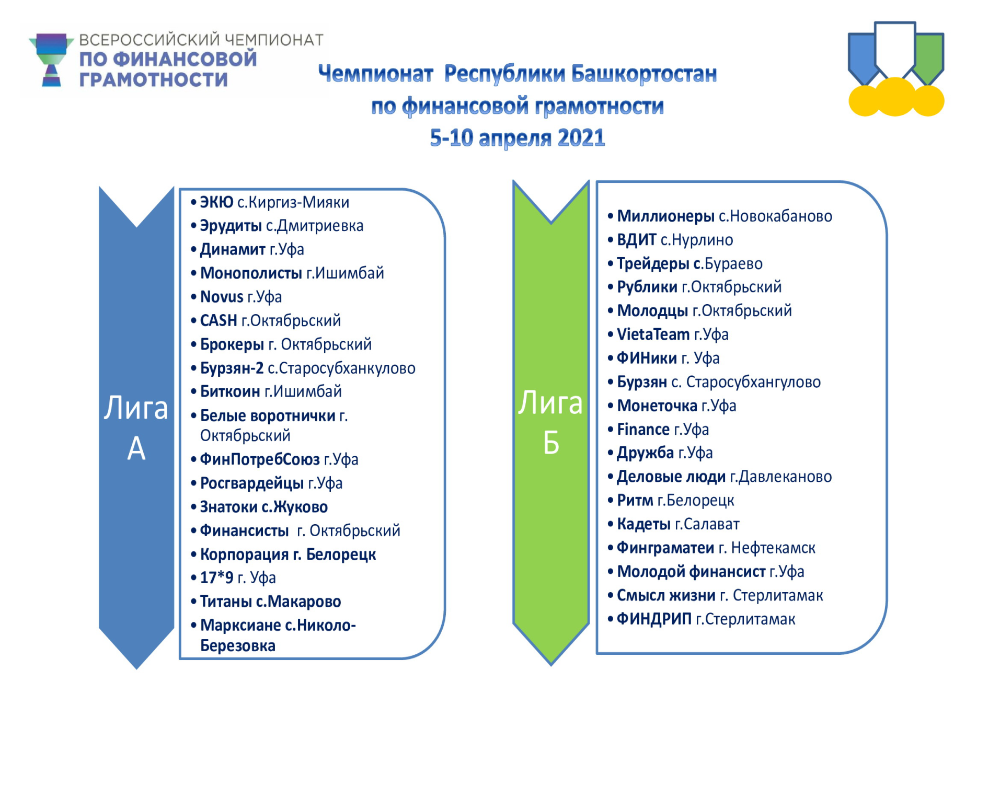 ВСЕРОССИЙСКИЙ ЧЕМПИОНАТ
ПО ФИНАНСОВОЙ
ГРАМОТНОСТИ
Чемпионат  Республики Башкортостан
по финансовой грамотности
5-10 апреля 2021
Лига
А
• ЭКЮ с.Киргиз-Мияки
• Эрудиты с.Дмитриевка
• Динамит г.Уфа
• Монополисты г.Ишимбай
• Novus г.Уфа
• CASH г.Октябрьский
• Брокеры г. Октябрьский
• Бурзян-2 с.Старосубханкулово
• Биткоин г.Ишимбай
• Белые воротнички г.
Октябрьский
• ФинПотребСоюз г.Уфа
• Росгвардейцы г.Уфа
• Знатоки с.Жуково
• Финансисты  г. Октябрьский
• Корпорация г. Белорецк
• 17*9 г. Уфа
• Титаны с.Макарово
• Марксиане с.Николо-
Березовка
Лига
Б
• Миллионеры с.Новокабаново
• ВДИТ с.Нурлино
• Трейдеры с.Бураево
• Рублики г.Октябрьский
• Молодцы г.Октябрьский
• VietaTeam г.Уфа
• ФИНики г. Уфа
• Бурзян с. Старосубхангулово
• Монеточка г.Уфа
• Finance г.Уфа
• Дружба г.Уфа
• Деловые люди г.Давлеканово
• Ритм г.Белорецк
• Кадеты г.Салават
• Финграматеи г. Нефтекамск
• Молодой финансист г.Уфа
• Смысл жизни г. Стерлитамак
• ФИНДРИП г.Стерлитамак